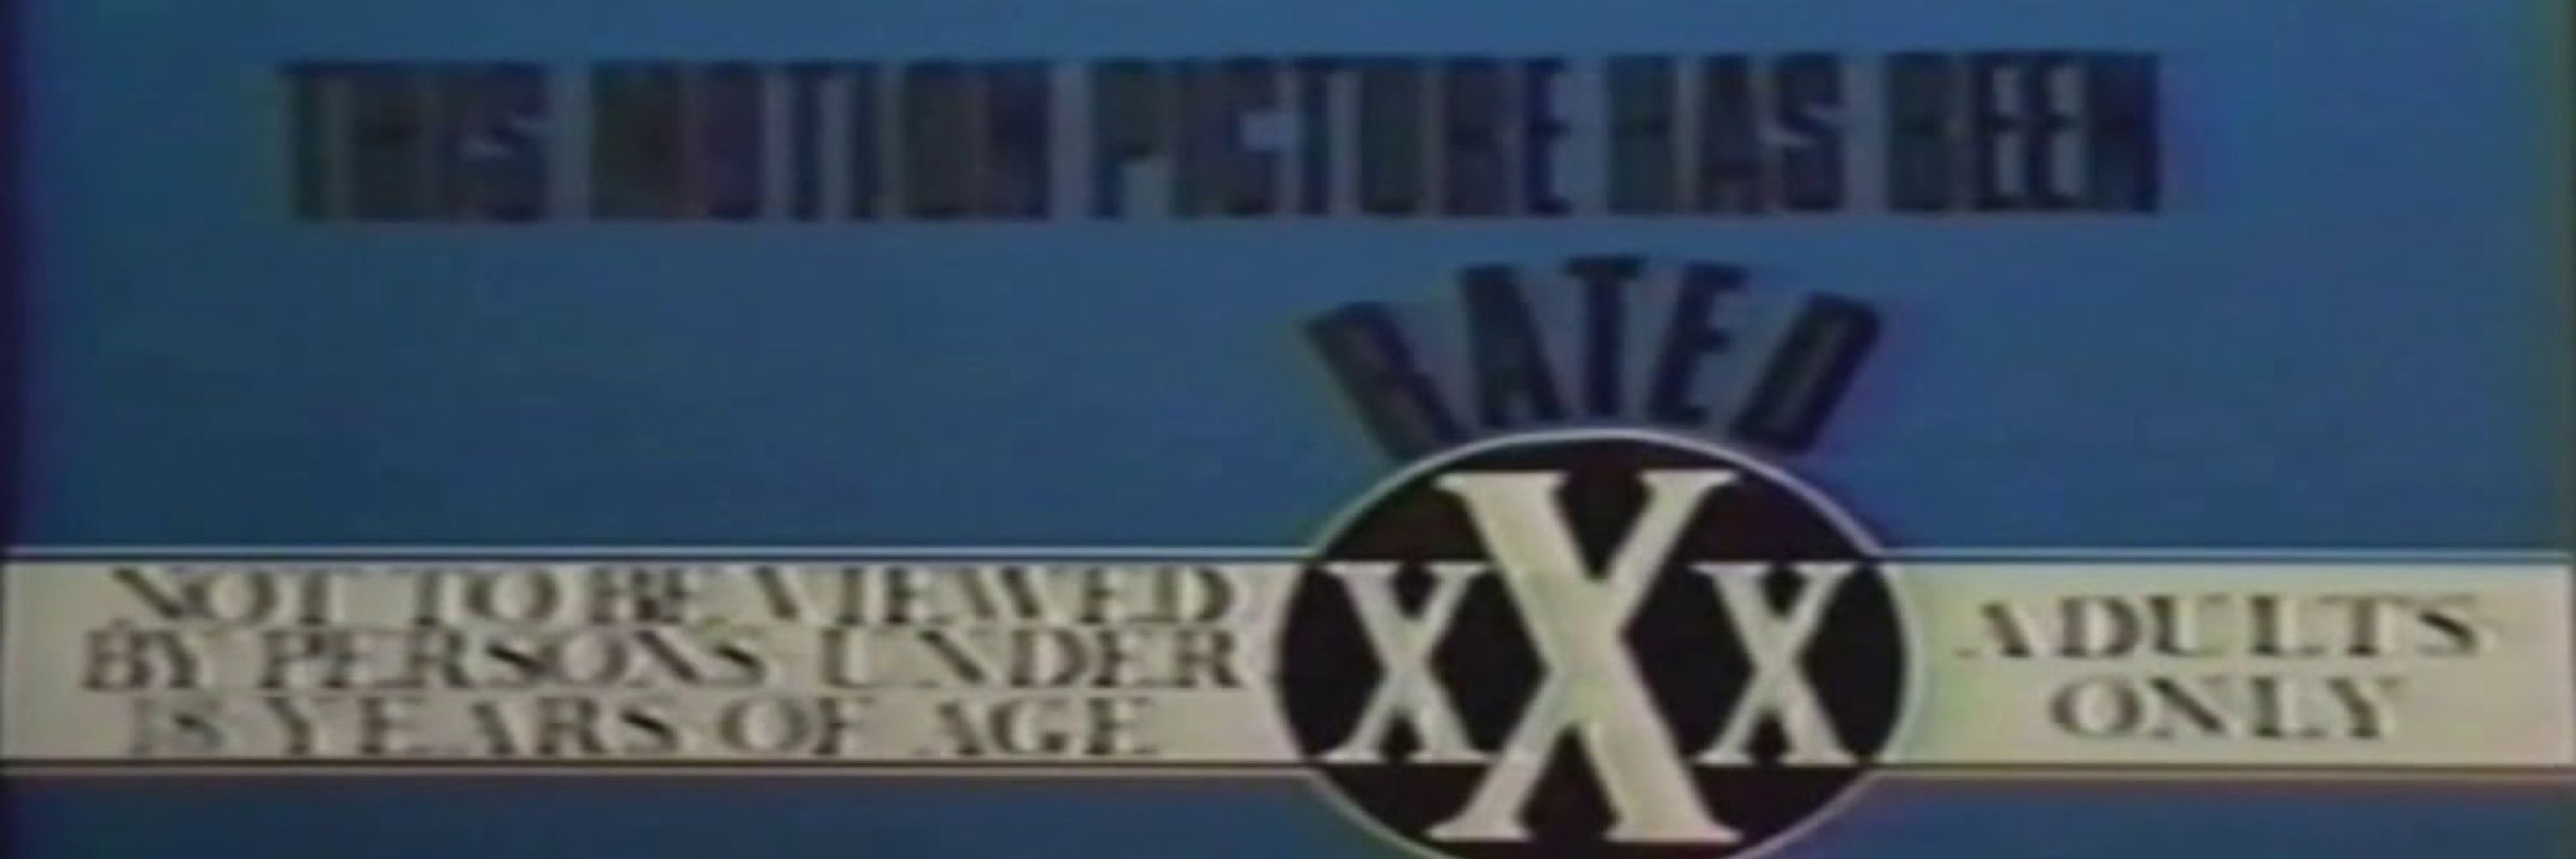 THIS MOTION PICTURE HAS BEEN
RATED
XXX
NOT TO BE VIEWED
BY PERSONS UNDER
18 YEARS OF AGE
ADULTS
ONLY